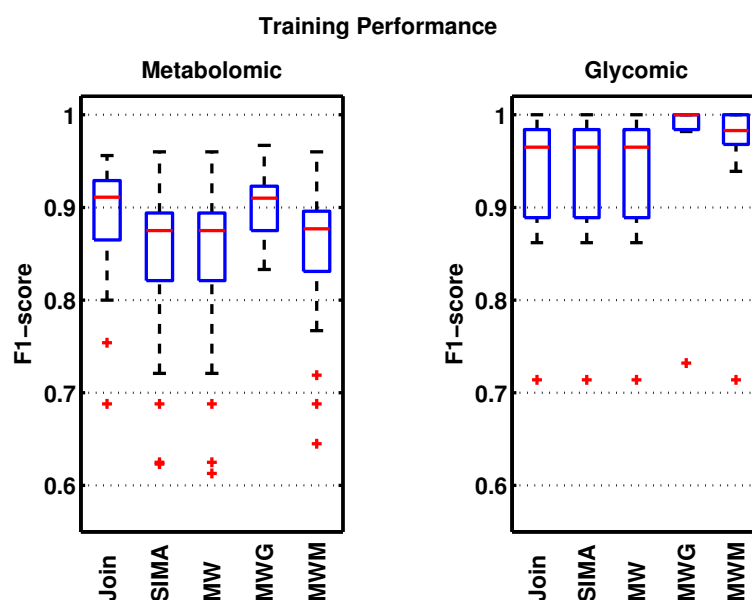 Training Performance
Metabolomic
F1-score
1
0.9
0.8
0.7
0.6
Join
SIMA
MW
MWG
MWM
Glycomic
F1-score
1
0.9
0.8
0.7
0.6
Join
SIMA
MW
MWG
MWM